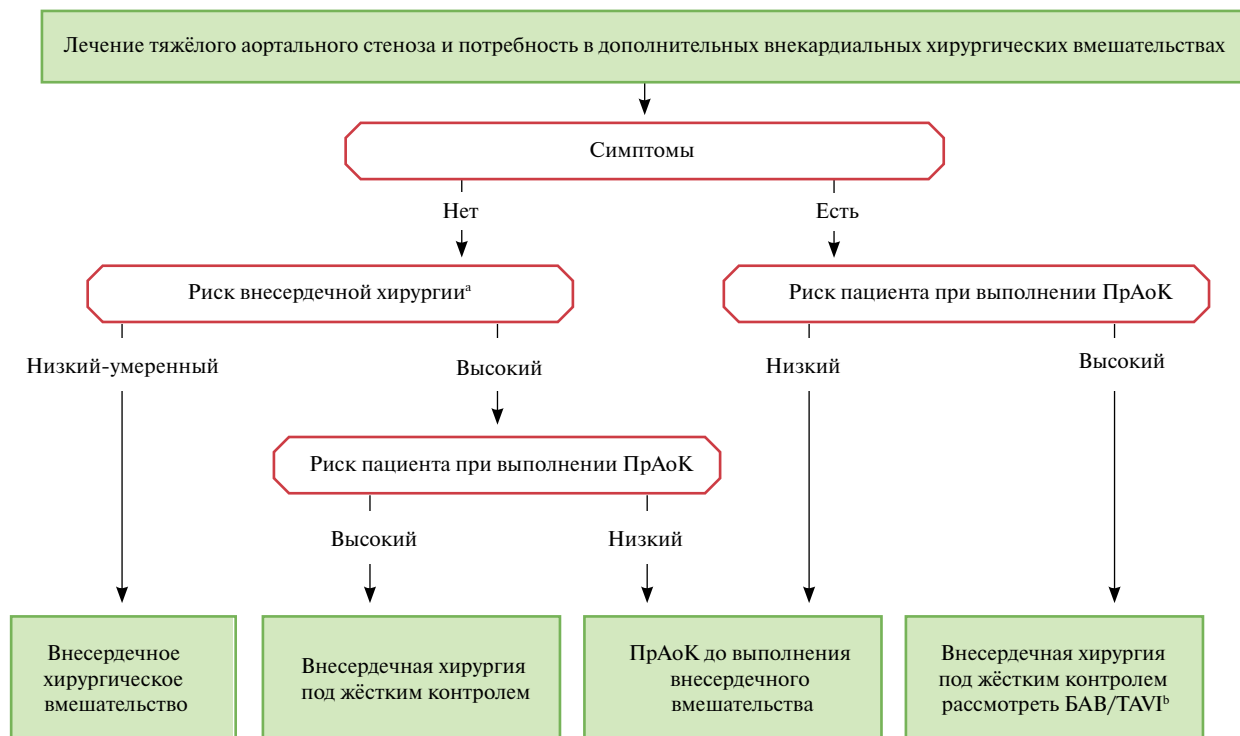 Лечение тяжёлого аортального стеноза и потребность в дополнительных внекардиальных хирургических вмешательствах
Симптомы
Нет
Есть
Риск внесердечной хирургииᵃ
Риск пациента при выполнении ПрАоК
Низкий-умеренный
Высокий
Низкий
Высокий
Риск пациента при выполнении ПрАоК
Высокий
Низкий
Внесердечное
хирургическое
вмешательство
Внесердечная хирургия
под жёстким контролем
ПрАоК до выполнения
внесердечного
вмешательства
Внесердечная хирургия
под жёстким контролем
рассмотреть БАВ/TAVIᵇ